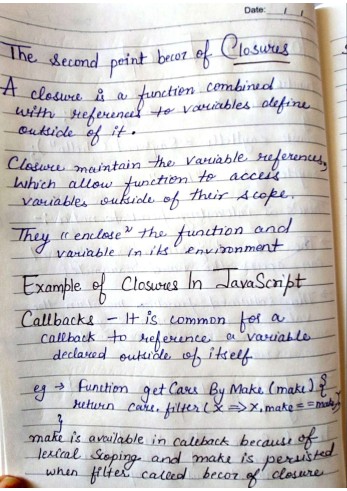 Date: / /
The second point becoz of Closures
A closure is a function combined
with references to variables define
outside of it.
Closure maintain the variable references,
which allow function to access
variables outside of their scope.
They "enclose" the function and
variable in its environment
Example of Closures In JavaScript
Callbacks - It is common for a
callback to reference a variable
declared outside of itself
eg → Function get Cars By Make (make) {
return cars.filter (x => x.make == make)
}
make is available in callback because of
lexical Scoping and make is persisted
when filter called becoz of closure